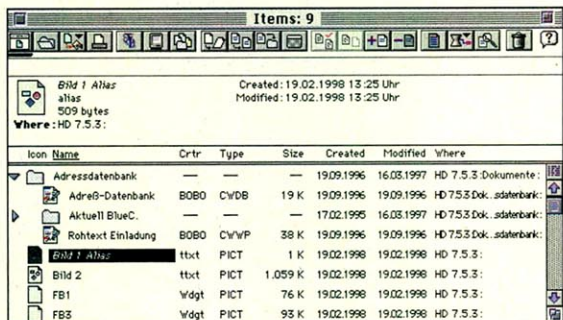 Items: 9
Bild 1 Alias
alias
509 bytes
Where: HD 7.5.3:
Created: 19.02.1998 13:25 Uhr
Modified: 19.02.1998 13:25 Uhr
Icon Name Crtr Type Size Created Modified Where
Adressdatenbank — — — 19.09.1996 16.03.1997 HD 7.5.3:Dokumente:
Adreß-Datenbank BOBO CWDB 19 K 19.09.1996 19.09.1996 HD 7.5.3:Dok...sdatenbank:
Aktuell BlueC. — — — 17.02.1995 16.03.1997 HD 7.5.3:Dok...sdatenbank:
Rohtext Einladung BOBO CWWP 38 K 19.09.1996 19.09.1996 HD 7.5.3:Dok...sdatenbank:
Bild 1 Alias ttxt PICT 1 K 19.02.1998 19.02.1998 HD 7.5.3:
Bild 2 ttxt PICT 1.059 K 19.02.1998 19.02.1998 HD 7.5.3:
FB1 Wdgt PICT 76 K 19.02.1998 19.02.1998 HD 7.5.3:
FB3 Wdgt PICT 93 K 19.02.1998 19.02.1998 HD 7.5.3: